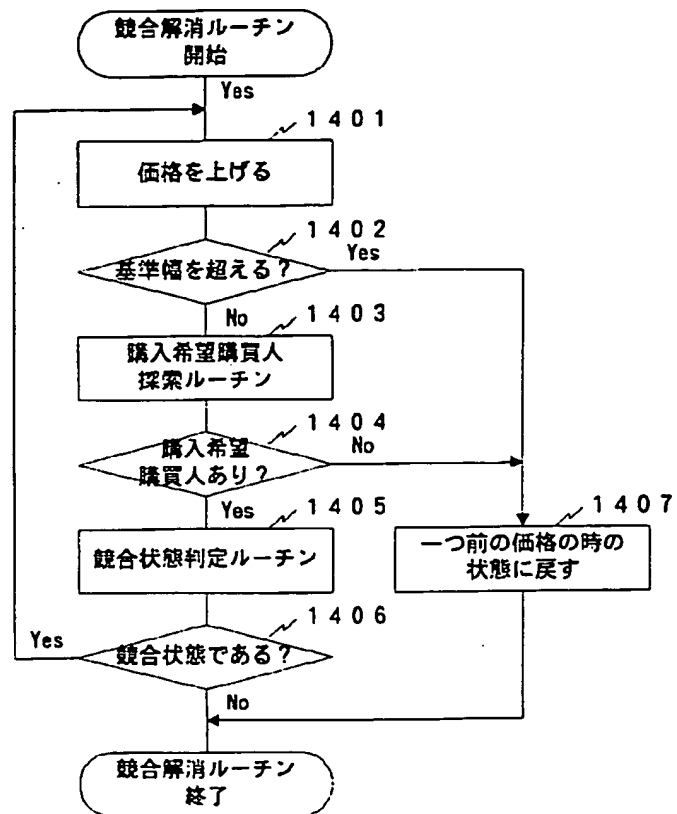 競合解消ルーチン
開始
Yes
1401
価格を上げる
1402
基準幅を超える?
Yes
No
1403
購入希望購買人
探索ルーチン
1404
購入希望
購買人あり?
No
Yes
1405
競合状態判定ルーチン
1407
一つ前の価格の時の
状態に戻す
1406
競合状態である?
Yes
No
競合解消ルーチン
終了